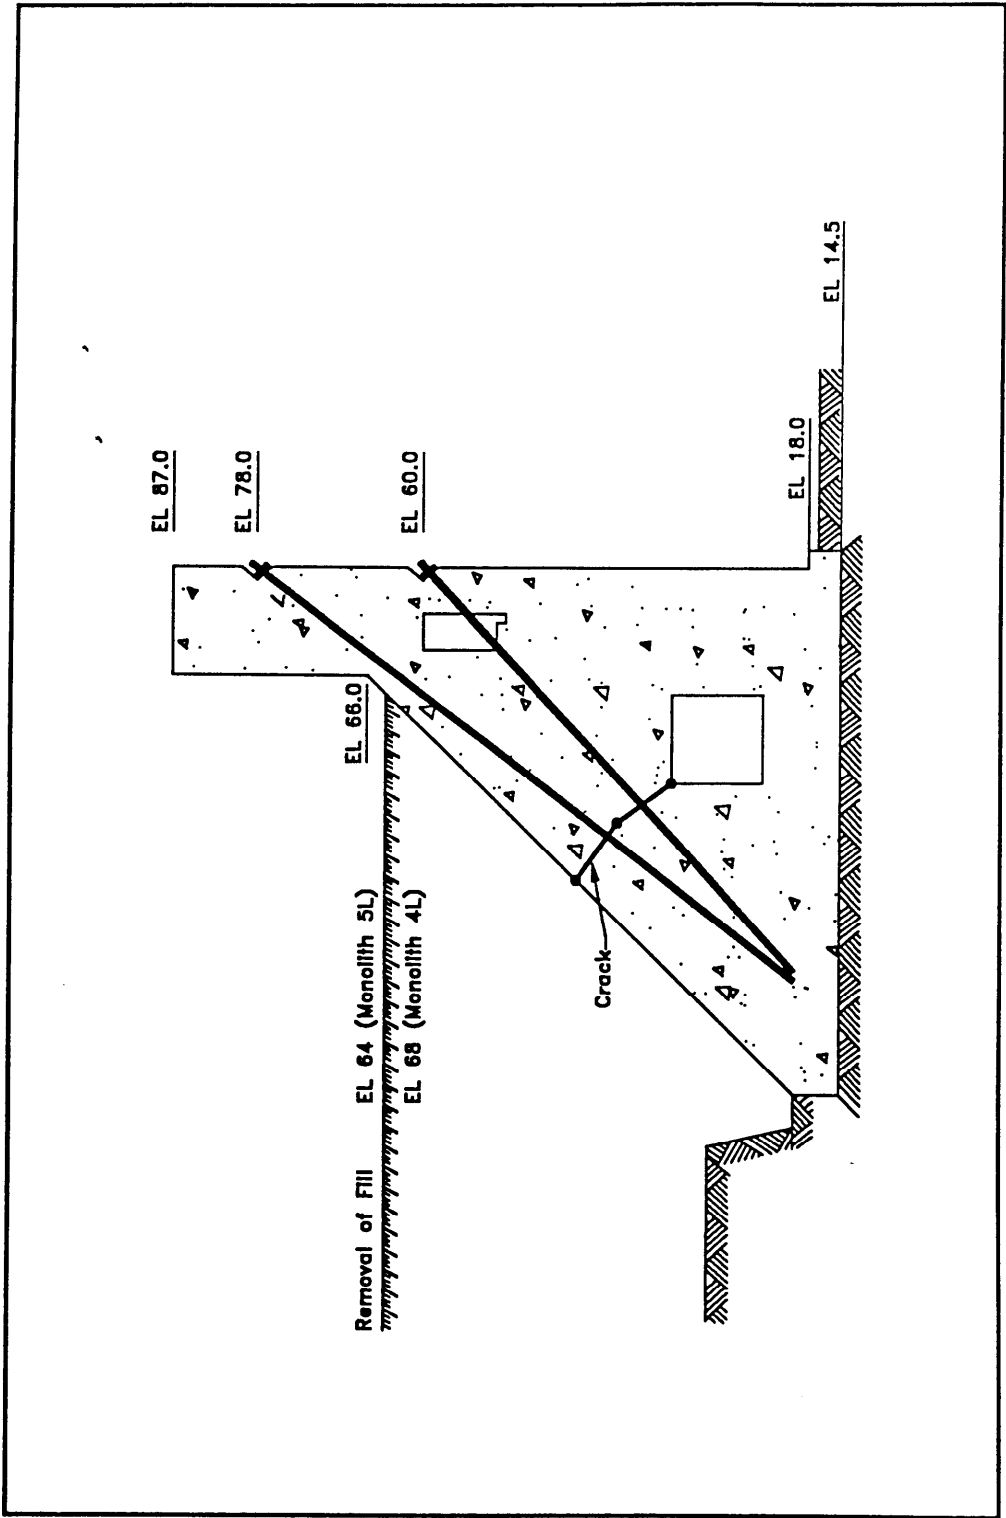 EL 87.0
EL 78.0
EL 60.0
EL 66.0
EL 18.0
EL 14.5
Removal of Fill EL 64 (Monolith 5L)
EL 68 (Monolith 4L)
Crack